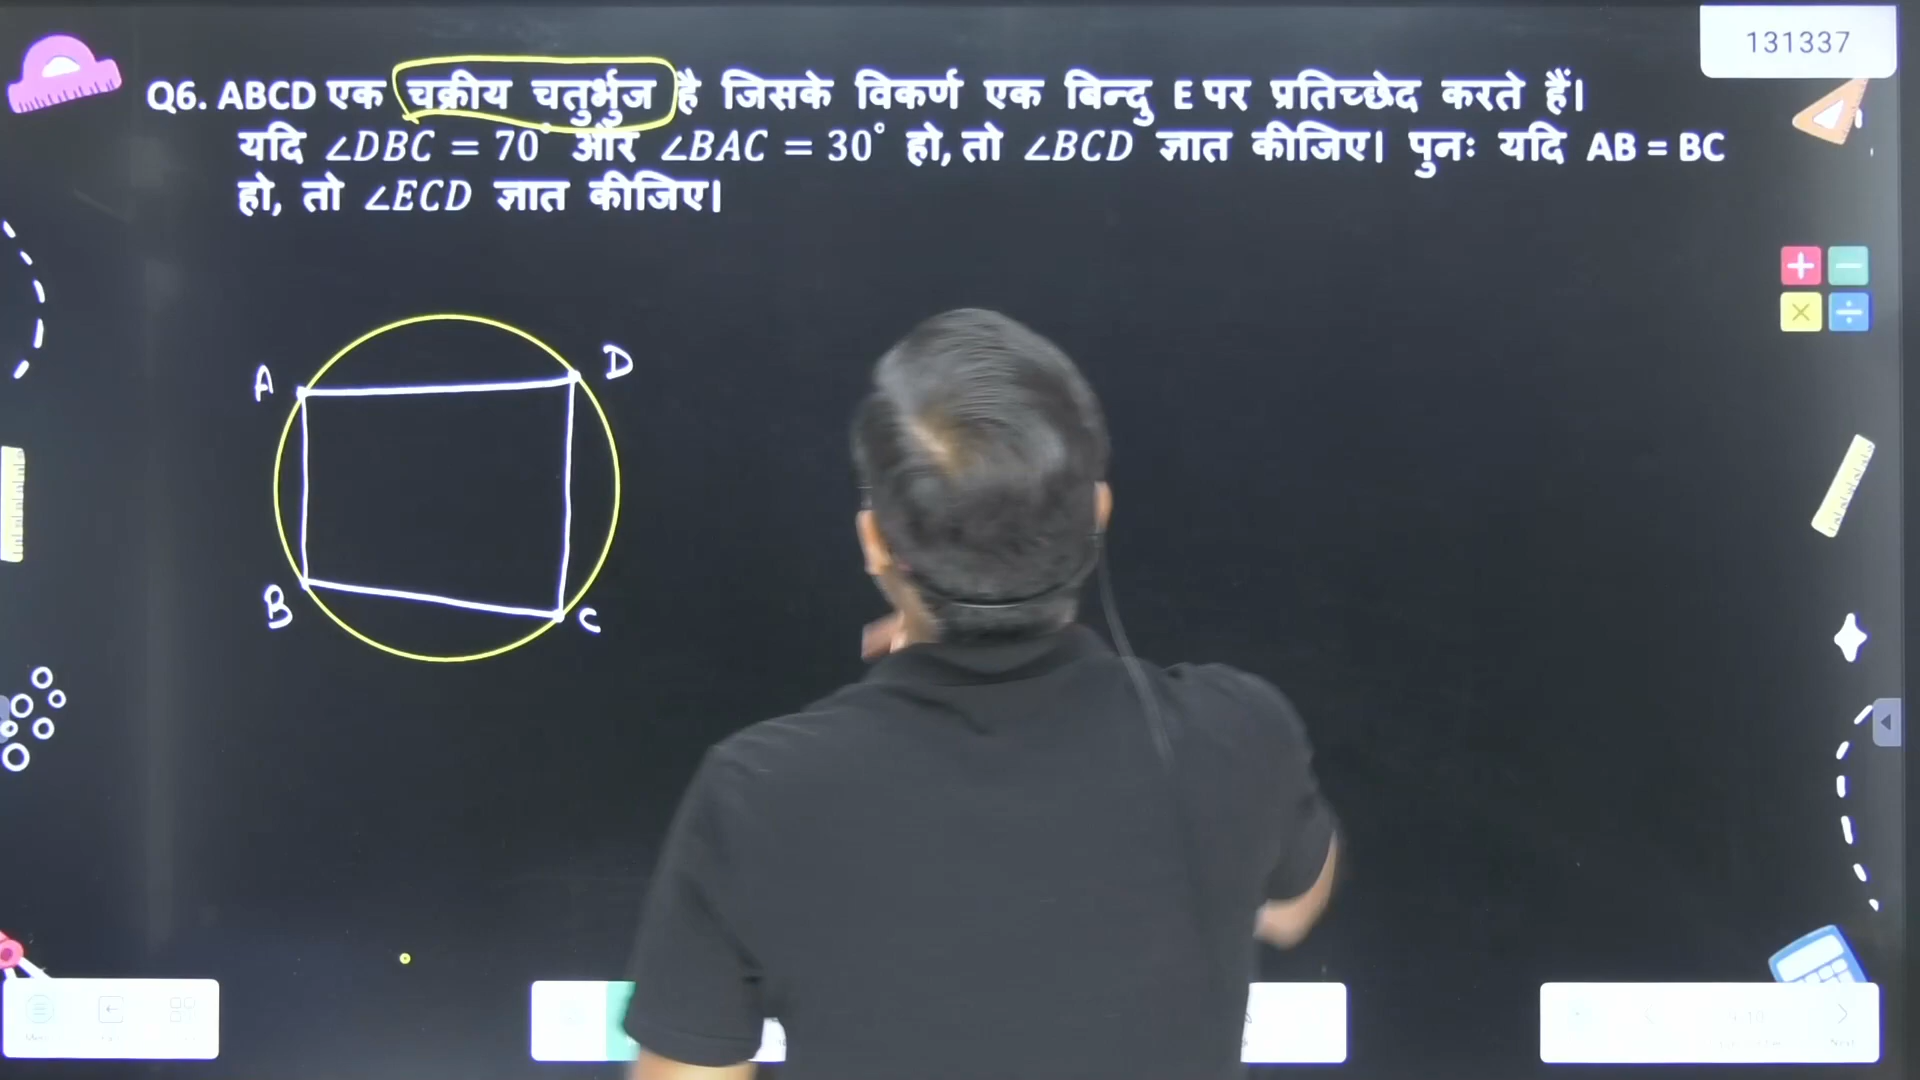 131337
Q6. ABCD एक चक्रीय चतुर्भुज है जिसके विकर्ण एक बिन्दु E पर प्रतिच्छेद करते हैं।
यदि ∠DBC = 70° और ∠BAC = 30° हो, तो ∠BCD ज्ञात कीजिए। पुनः यदि AB = BC
हो, तो ∠ECD ज्ञात कीजिए।
A
D
B
C